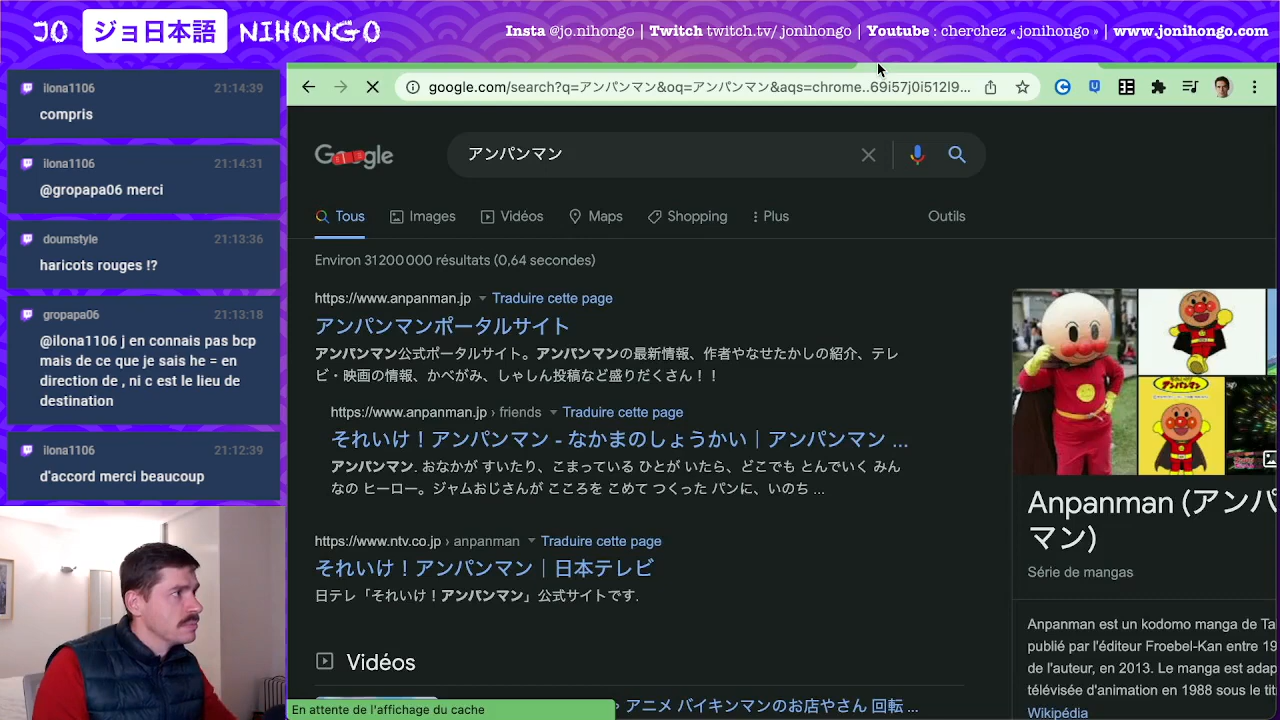 JO ジョ日本語 NIHONGO
Insta @jo.nihongo | Twitch twitch.tv/ jonihongo | Youtube : cherchez « jonihongo » | www.jonihongo.com
ilona1106 21:14:39
compris
ilona1106 21:14:31
@gropapa06 merci
doumstyle 21:13:36
haricots rouges !?
gropapa06 21:13:18
@ilona1106 j en connais pas bcp
mais de ce que je sais he = en
direction de , ni c est le lieu de
destination
ilona1106 21:12:39
d'accord merci beaucoup
google.com/search?q=アンパンマン&oq=アンパンマン&aqs=chrome..69i57j0i512l9...
アンパンマン
Tous Images Vidéos Maps Shopping Plus Outils
Environ 31 200 000 résultats (0,64 secondes)
https://www.anpanman.jp Traduire cette page
アンパンマンポータルサイト
アンパンマン公式ポータルサイト。アンパンマンの最新情報、作者やなせたかしの紹介、テレ
ビ・映画の情報、かべがみ、しゃしん投稿など盛りだくさん！！
https://www.anpanman.jp › friends Traduire cette page
それいけ！アンパンマン - なかまのしょうかい｜アンパンマン ...
アンパンマン. おなかが すいたり、こまっている ひとが いたら、どこでも とんでいく みん
なの ヒーロー。ジャムおじさんが こころを こめて つくった パンに、いのち ...
https://www.ntv.co.jp › anpanman Traduire cette page
それいけ！アンパンマン｜日本テレビ
日テレ「それいけ！アンパンマン」公式サイトです.
Vidéos
アニメ バイキンマンのお店やさん 回転 ...
En attente de l'affichage du cache
Anpanman (アンパ
マン)
Série de mangas
Anpanman est un kodomo manga de Ta
publié par l'éditeur Froebel-Kan entre 19
de l'auteur, en 2013. Le manga est adap
télévisée d'animation en 1988 sous le tit
Wikipédia